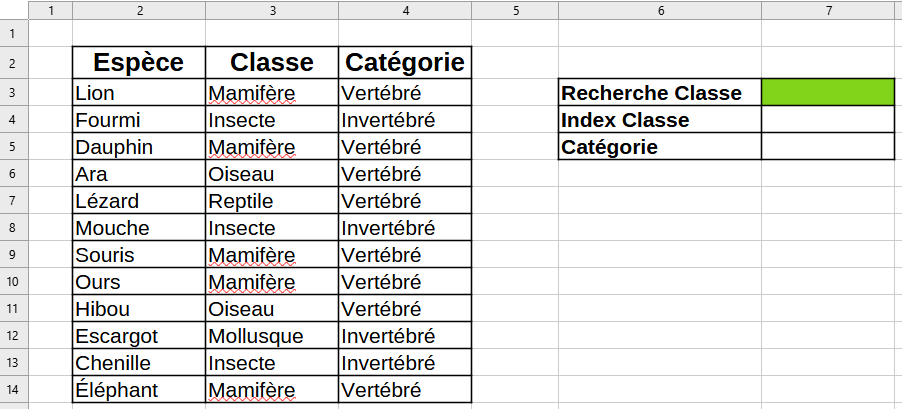 1 2 3 4 5 6 7
1
2 Espèce Classe Catégorie
3 Lion Mamifère Vertébré Recherche Classe
4 Fourmi Insecte Invertébré Index Classe
5 Dauphin Mamifère Vertébré Catégorie
6 Ara Oiseau Vertébré
7 Lézard Reptile Vertébré
8 Mouche Insecte Invertébré
9 Souris Mamifère Vertébré
10 Ours Mamifère Vertébré
11 Hibou Oiseau Vertébré
12 Escargot Mollusque Invertébré
13 Chenille Insecte Invertébré
14 Éléphant Mamifère Vertébré